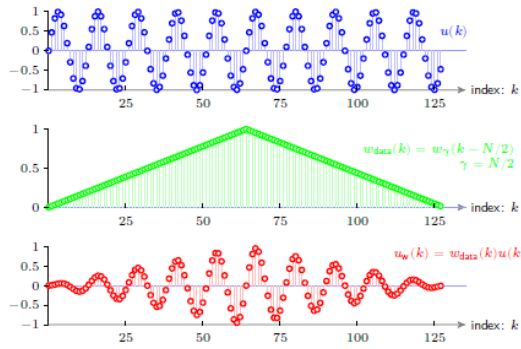 1
0.5
0
−0.5
−1
u(k)
25 50 75 100 125
index: k
1
0
w_data(k) = w_γ(k − N/2)
γ = N/2
25 50 75 100 125
index: k
1
0.5
0
−0.5
−1
u_w(k) = w_data(k)u(k
25 50 75 100 125
index: k